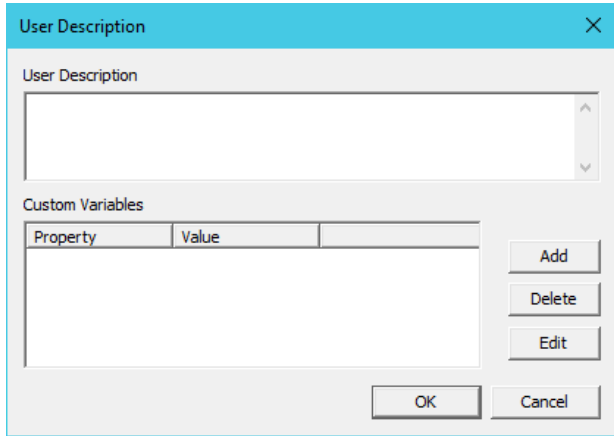 User Description
User Description
Custom Variables
Property Value
Add
Delete
Edit
OK Cancel